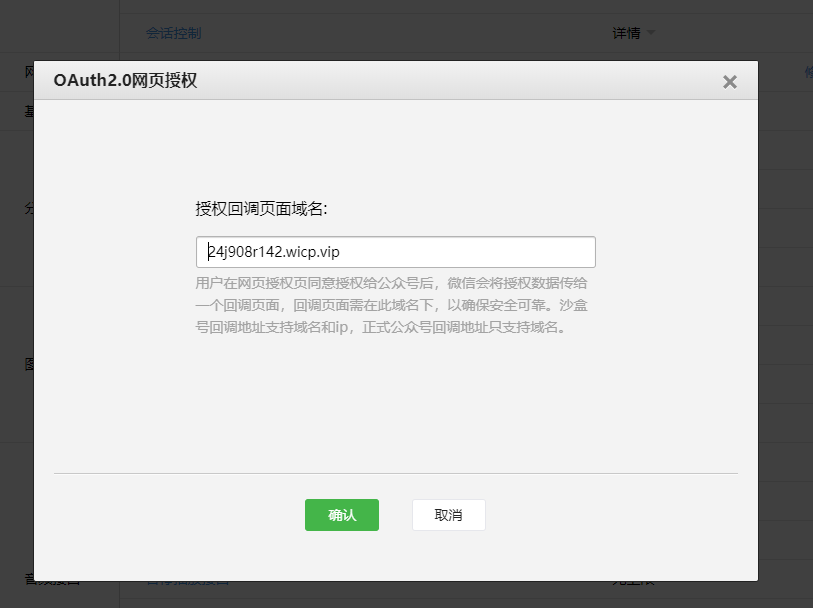 会话控制
详情
OAuth2.0网页授权
授权回调页面域名:
24j908r142.wicp.vip
用户在网页授权页同意授权给公众号后，微信会将授权数据传给
一个回调页面，回调页面需在此域名下，以确保安全可靠。沙盒
号回调地址支持域名和ip，正式公众号回调地址只支持域名。
确认
取消